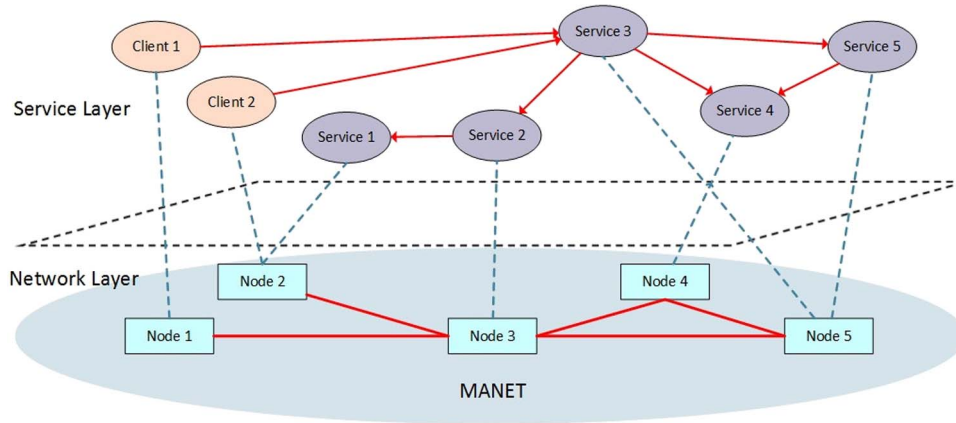 Client 1
Service 3
Service 5
Client 2
Service Layer
Service 4
Service 1
Service 2
Network Layer
Node 2
Node 4
Node 1
Node 3
Node 5
MANET